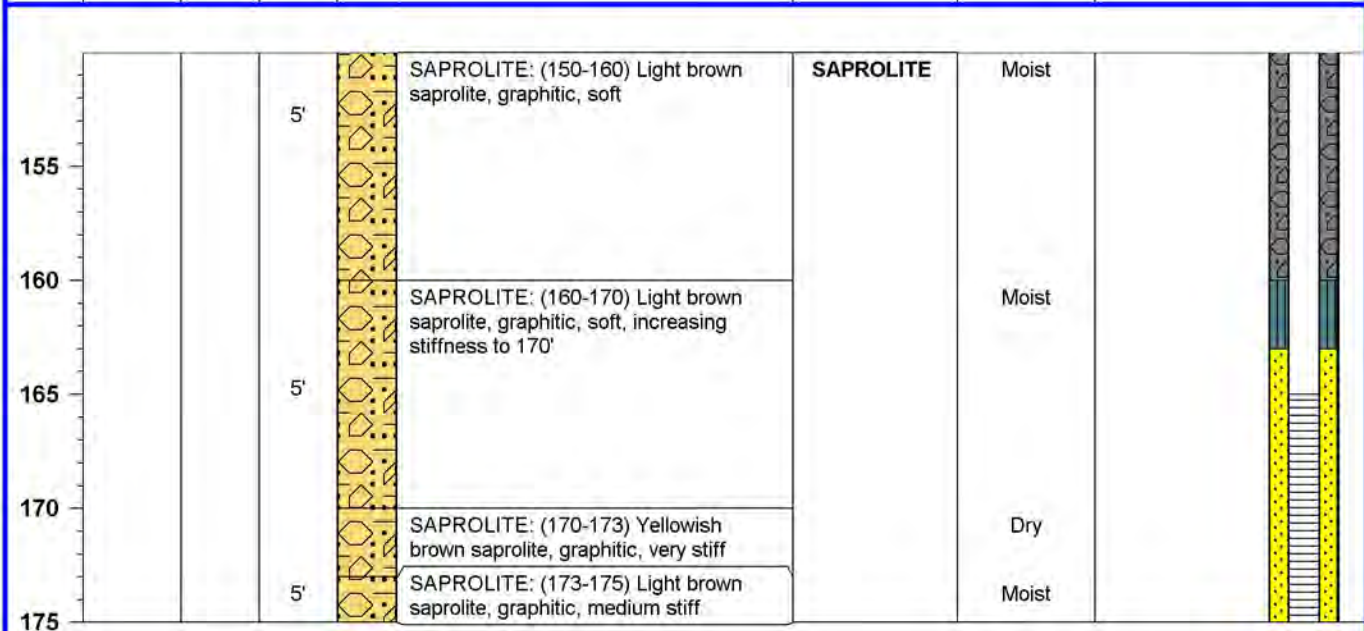 SAPROLITE: (150-160) Light brown
saprolite, graphitic, soft
SAPROLITE
Moist
5'
155
160
SAPROLITE: (160-170) Light brown
saprolite, graphitic, soft, increasing
stiffness to 170'
Moist
5'
165
170
SAPROLITE: (170-173) Yellowish
brown saprolite, graphitic, very stiff
Dry
SAPROLITE: (173-175) Light brown
saprolite, graphitic, medium stiff
Moist
5'
175